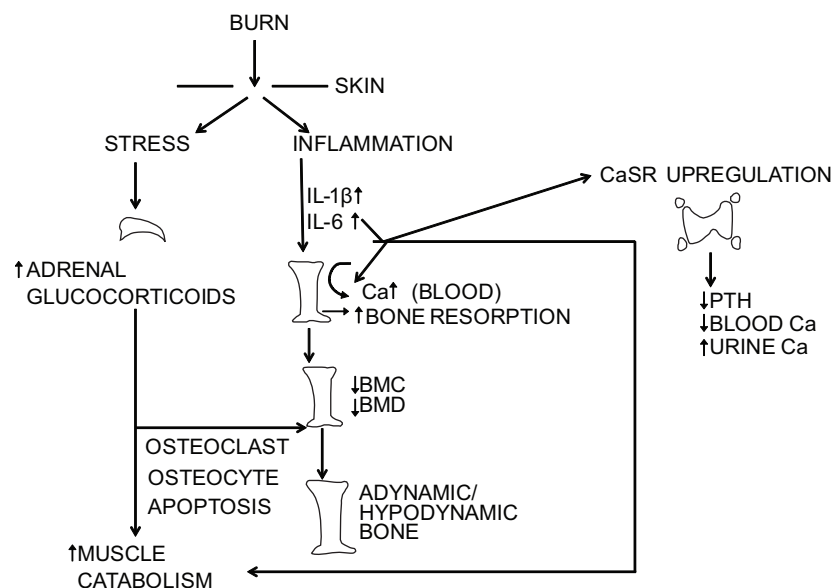 BURN
SKIN
STRESS
INFLAMMATION
CaSR UPREGULATION
IL-1β↑
IL-6 ↑
↑ADRENAL
GLUCOCORTICOIDS
Ca↑ (BLOOD)
↑BONE RESORPTION
↓PTH
↓BLOOD Ca
↑URINE Ca
↓BMC
↓BMD
OSTEOCLAST
OSTEOCYTE
APOPTOSIS
ADYNAMIC/
HYPODYNAMIC
BONE
↑MUSCLE
CATABOLISM